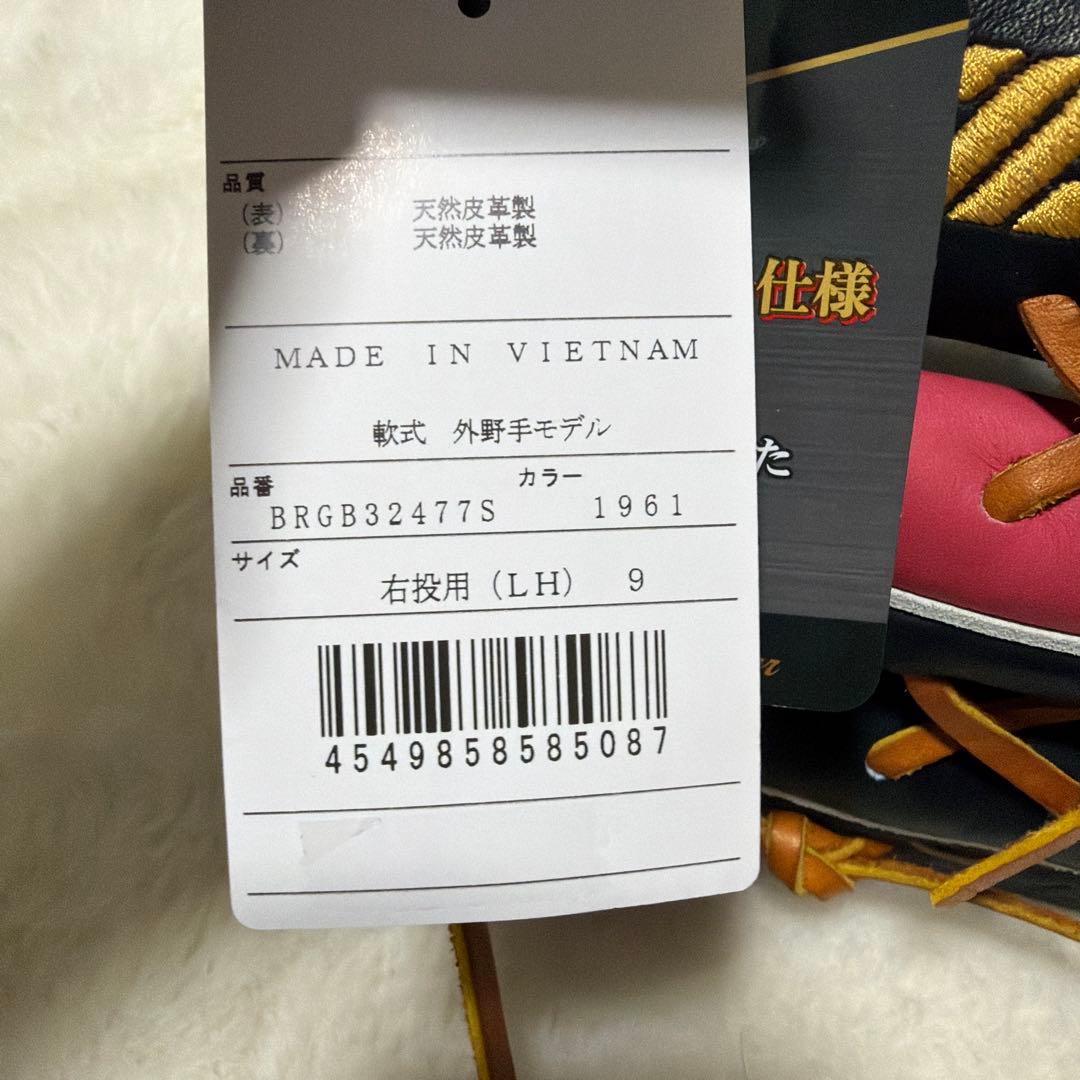 品質
(表) 天然皮革製
(裏) 天然皮革製
MADE IN VIETNAM
軟式 外野手モデル
品番 カラー
BRGB32477S 1961
サイズ
右投用(LH) 9
4549858585087
仕様
た